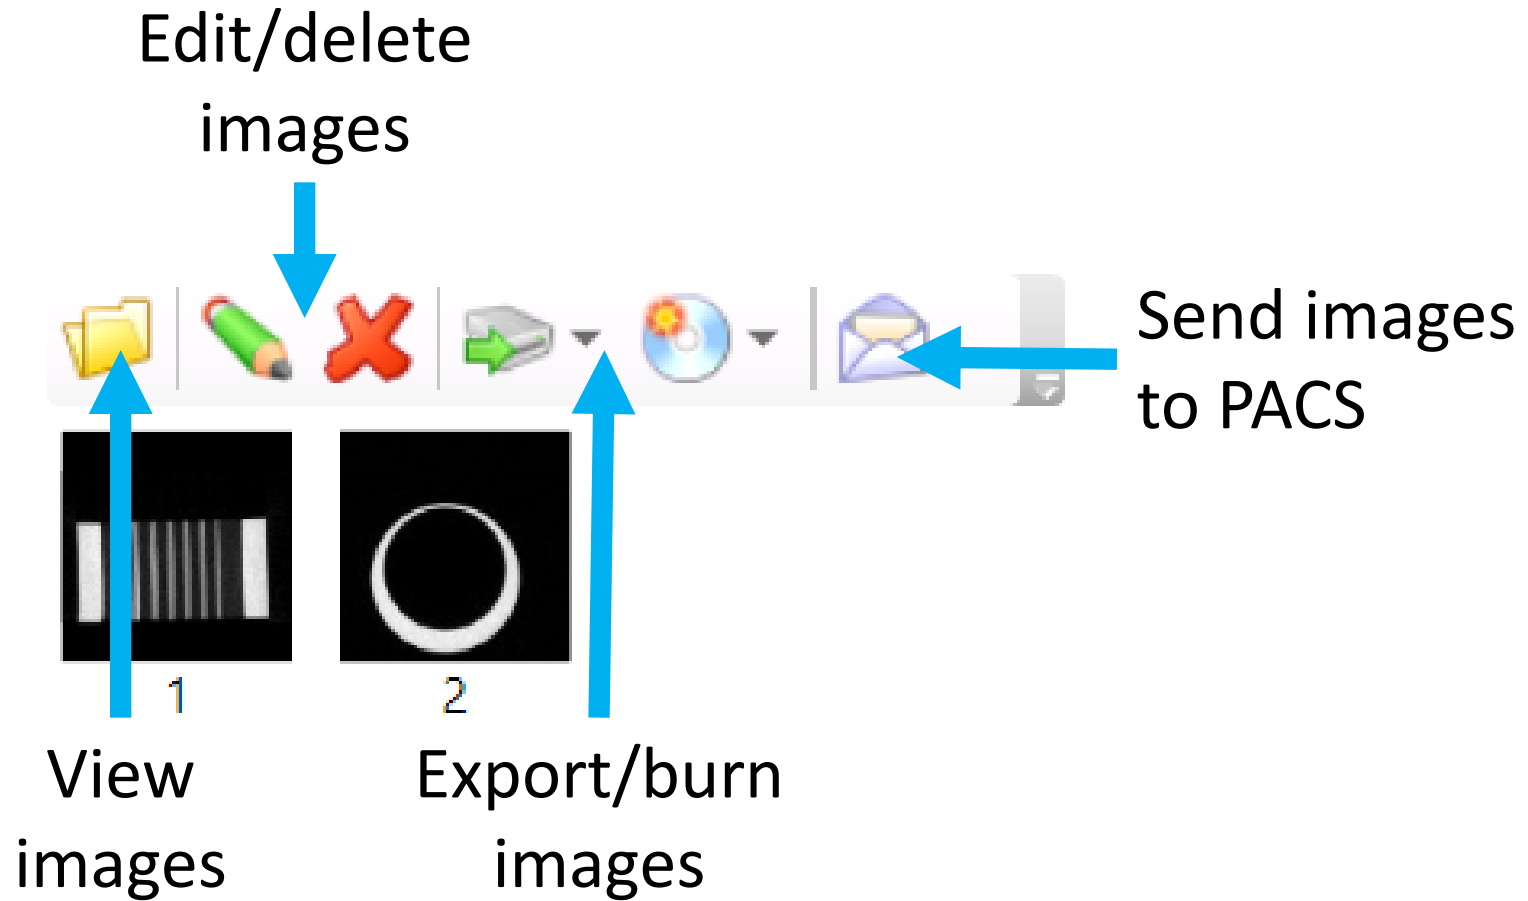 Edit/delete
images
Send images
to PACS
1
2
View
images
Export/burn
images